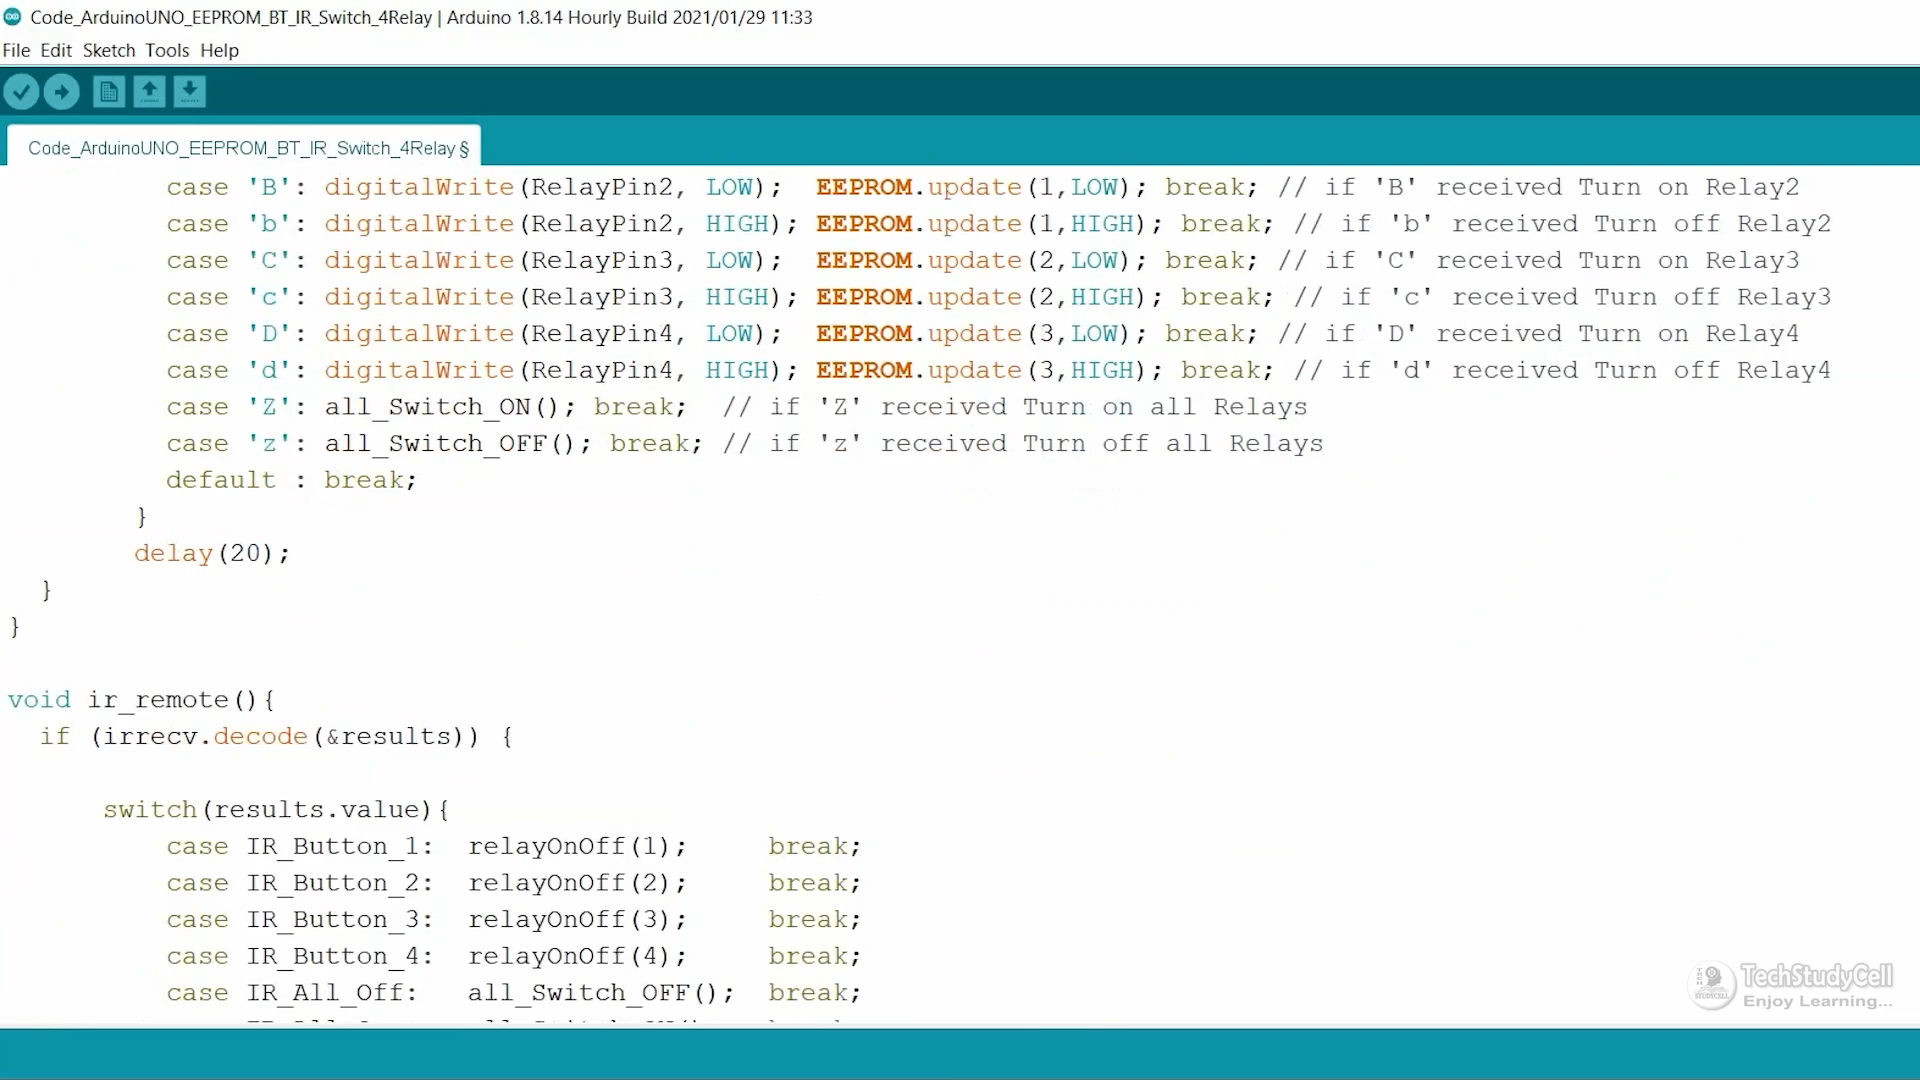 Code_ArduinoUNO_EEPROM_BT_IR_Switch_4Relay | Arduino 1.8.14 Hourly Build 2021/01/29 11:33
File Edit Sketch Tools Help
Code_ArduinoUNO_EEPROM_BT_IR_Switch_4Relay §
case 'B': digitalWrite(RelayPin2, LOW);  EEPROM.update(1,LOW); break; // if 'B' received Turn on Relay2
case 'b': digitalWrite(RelayPin2, HIGH); EEPROM.update(1,HIGH); break; // if 'b' received Turn off Relay2
case 'C': digitalWrite(RelayPin3, LOW);  EEPROM.update(2,LOW); break; // if 'C' received Turn on Relay3
case 'c': digitalWrite(RelayPin3, HIGH); EEPROM.update(2,HIGH); break; // if 'c' received Turn off Relay3
case 'D': digitalWrite(RelayPin4, LOW);  EEPROM.update(3,LOW); break; // if 'D' received Turn on Relay4
case 'd': digitalWrite(RelayPin4, HIGH); EEPROM.update(3,HIGH); break; // if 'd' received Turn off Relay4
case 'Z': all_Switch_ON(); break;  // if 'Z' received Turn on all Relays
case 'z': all_Switch_OFF(); break; // if 'z' received Turn off all Relays
default : break;
}
delay(20);
}
}
void ir_remote(){
if (irrecv.decode(&results)) {
switch(results.value){
case IR_Button_1:  relayOnOff(1);     break;
case IR_Button_2:  relayOnOff(2);     break;
case IR_Button_3:  relayOnOff(3);     break;
case IR_Button_4:  relayOnOff(4);     break;
case IR_All_Off:   all_Switch_OFF();  break;
TechStudyCell
Enjoy Learning...